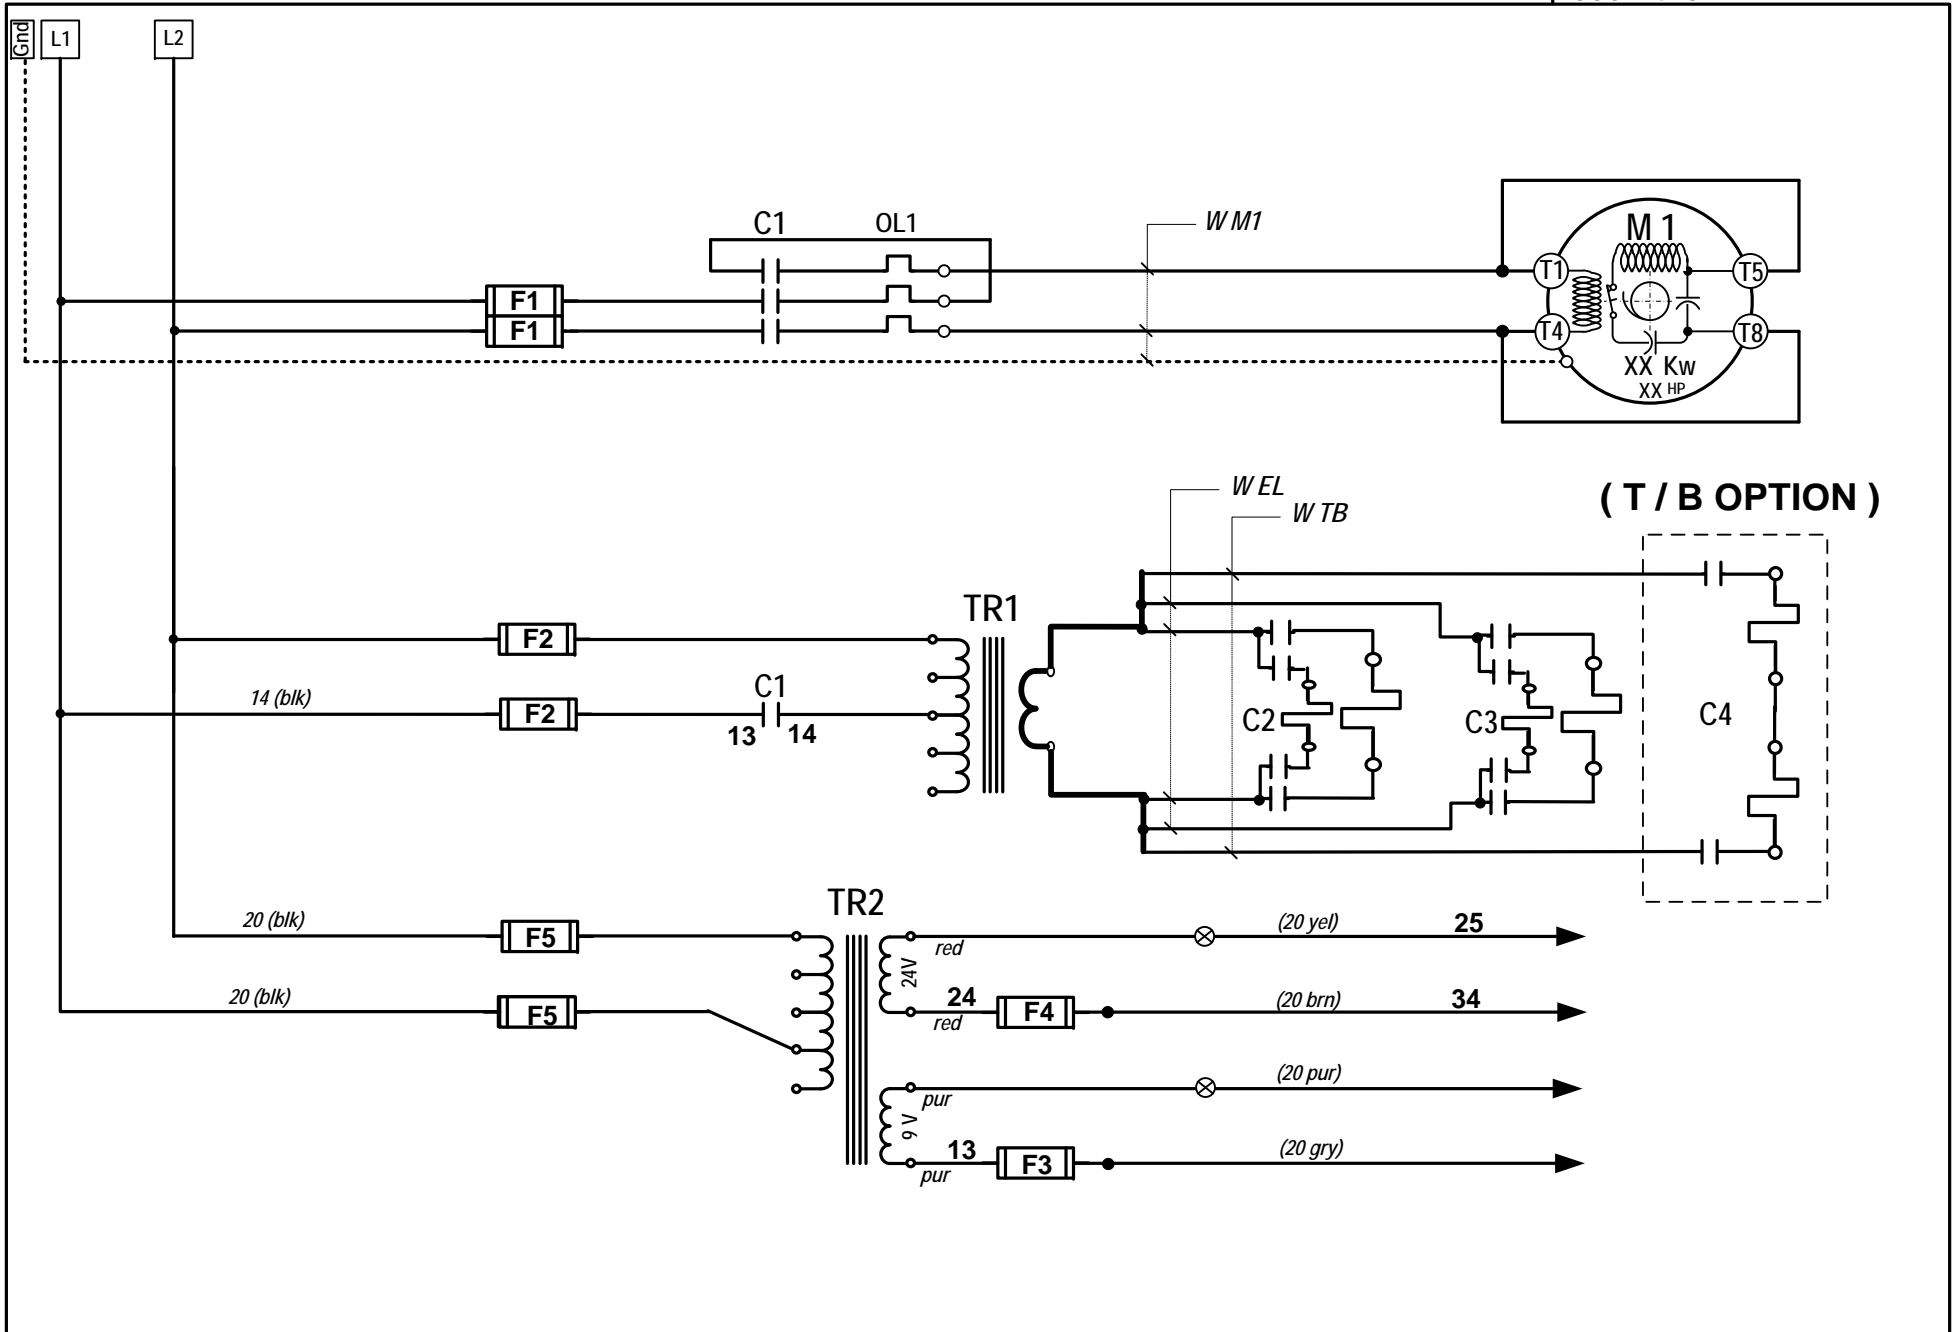 Gnd
L1
L2
C1
OL1
W M1
M 1
T1
T5
F1
F1
T4
T8
XX Kw
XX HP
W EL
W TB
( T / B OPTION )
TR1
F2
14 (blk)
F2
C1
13
14
C2
C3
C4
TR2
20 (blk)
F5
red
(20 yel)
25
24V
20 (blk)
F5
24
red
F4
(20 brn)
34
pur
(20 pur)
9 V
13
pur
F3
(20 gry)